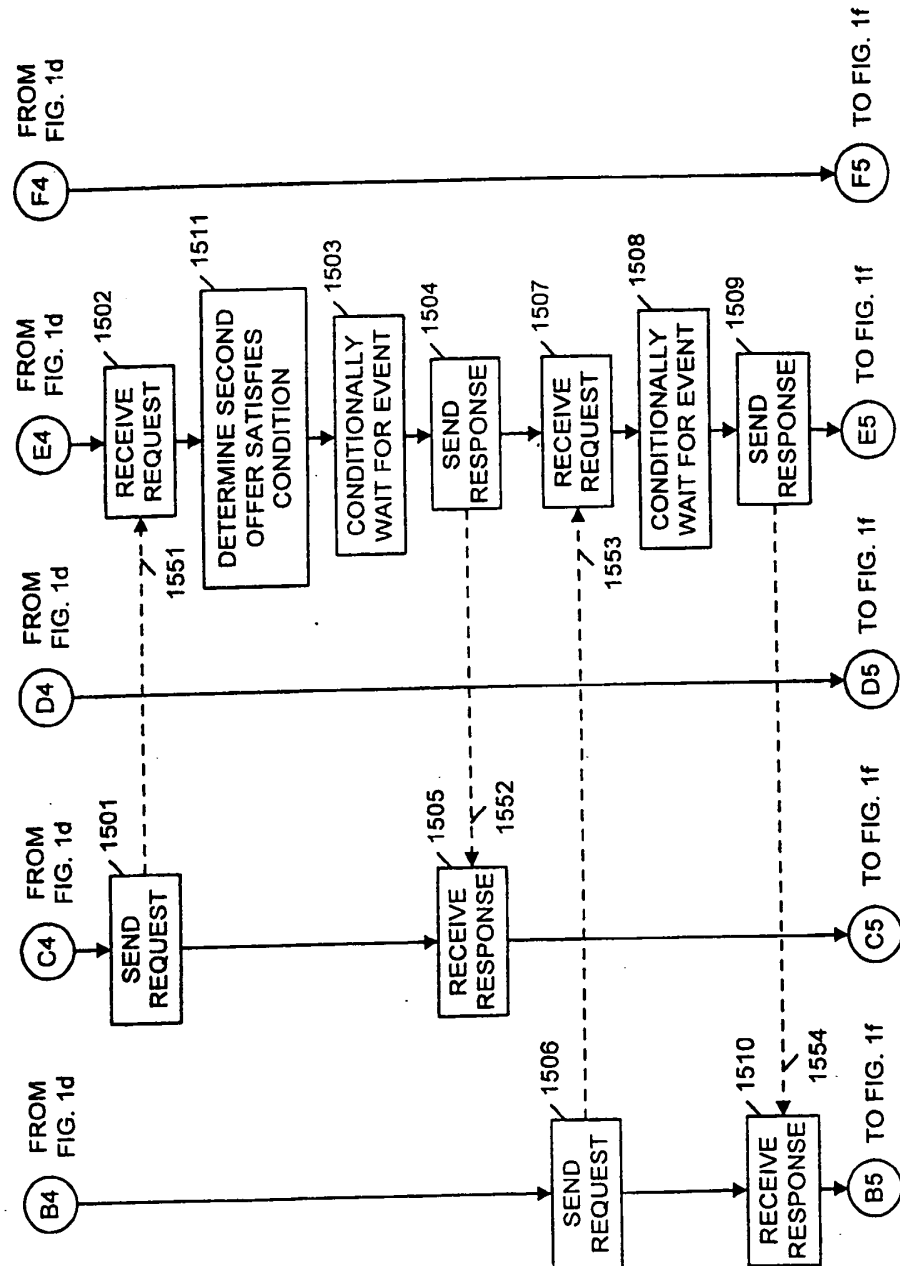 FROM
FIG. 1d
B4
FROM
FIG. 1d
C4
FROM
FIG. 1d
D4
FROM
FIG. 1d
E4
FROM
FIG. 1d
F4
1501
SEND
REQUEST
1551
1502
RECEIVE
REQUEST
1511
DETERMINE SECOND
OFFER SATISFIES
CONDITION
1503
CONDITIONALLY
WAIT FOR EVENT
1504
SEND
RESPONSE
1505
RECEIVE
RESPONSE
1552
1506
SEND
REQUEST
1553
1507
RECEIVE
REQUEST
1508
CONDITIONALLY
WAIT FOR EVENT
1509
SEND
RESPONSE
1510
RECEIVE
RESPONSE
1554
B5
TO FIG. 1f
C5
TO FIG. 1f
D5
TO FIG. 1f
E5
TO FIG. 1f
F5
TO FIG. 1f